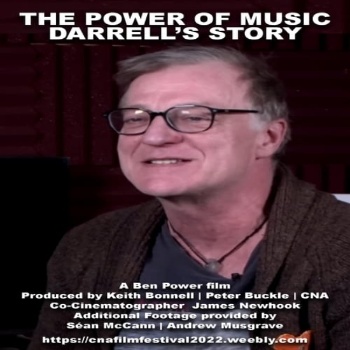 THE POWER OF MUSIC
DARRELL'S STORY
A Ben Power film
Produced by Keith Bonnell | Peter Buckle | CNA
Co-Cinematographer James Newhook
Additional Footage provided by
Séan McCann | Andrew Musgrave
https://cnafilmfestival2022.weebly.com